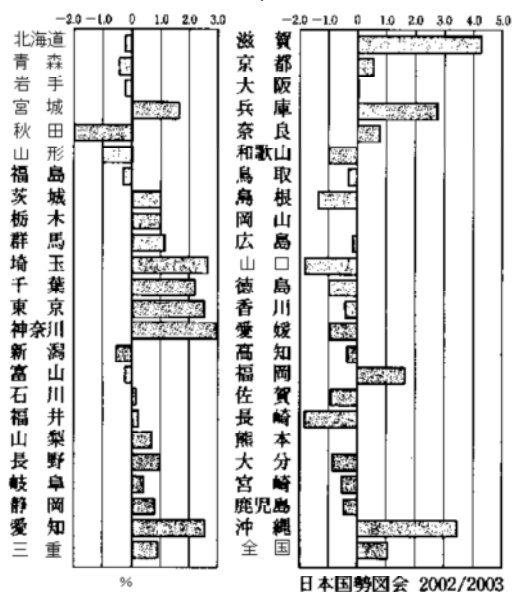 -2.0 -1.0 0 1.0 2.0 3.0
北海道
青森
岩手
宮城
秋田
山形
福島
茨城
栃木
群馬
埼玉
千葉
東京
神奈川
新潟
富山
石川
福井
山梨
長野
岐阜
静岡
愛知
三重
%
-2.0 -1.0 0 1.0 2.0 3.0 4.0 5.0
滋賀
京都
大阪
兵庫
奈良
和歌山
鳥取
島根
岡山
広島
山口
徳島
香川
愛媛
高知
福岡
佐賀
長崎
熊本
大分
宮崎
鹿児島
沖縄
全国
日本国勢図会 2002/2003